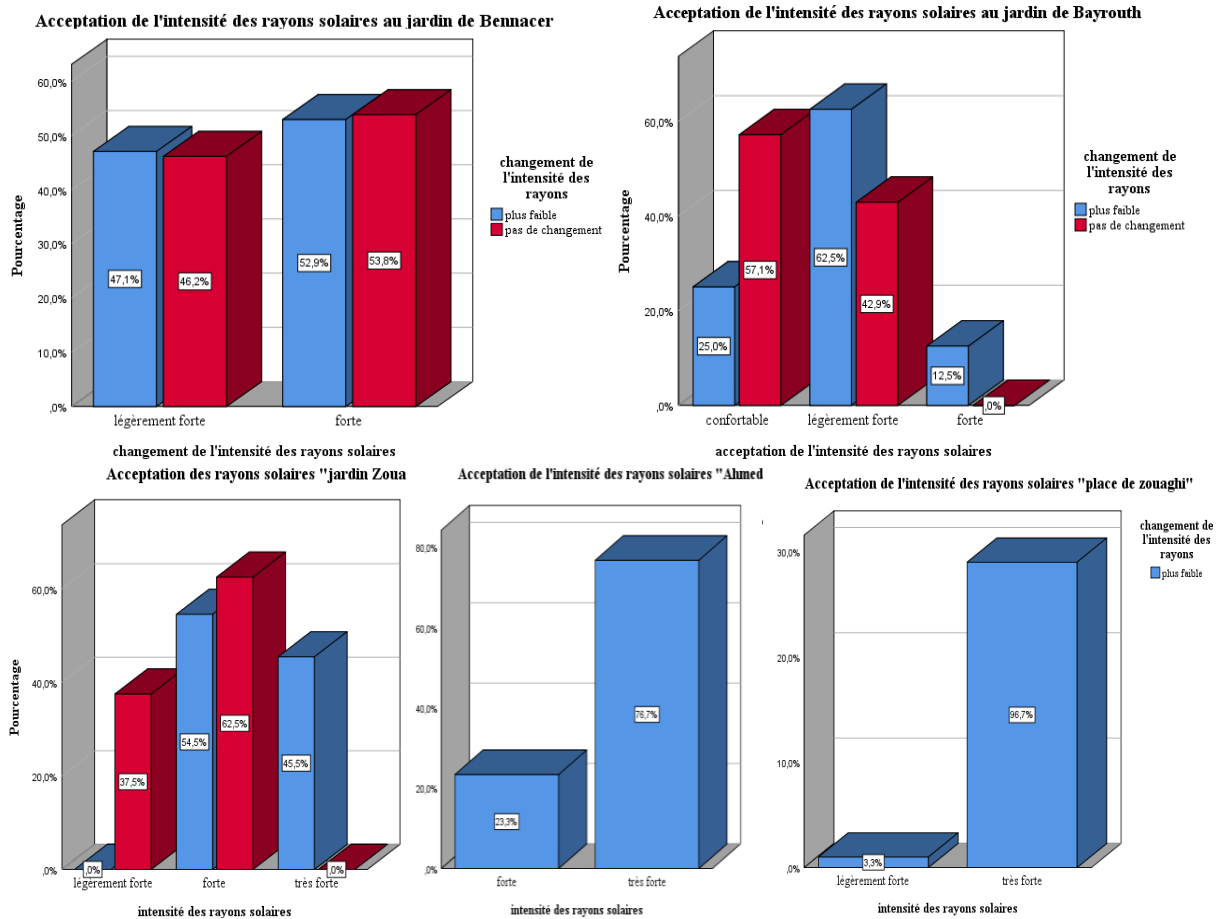 Acceptation de l'intensité des rayons solaires au jardin de Bennacer
60,0%
50,0%
40,0%
30,0%
20,0%
10,0%
,0%
Pourcentage
47,1%
46,2%
52,9%
53,8%
légèrement forte
forte
changement de l'intensité des rayons solaires
changement de
l'intensité des
rayons
plus faible
pas de changement
Acceptation de l'intensité des rayons solaires au jardin de Bayrouth
60,0%
40,0%
20,0%
,0%
Pourcentage
25,0%
57,1%
62,5%
42,9%
12,5%
,0%
confortable
légèrement forte
forte
acceptation de l'intensité des rayons solaires
changement de
l'intensité des
rayons
plus faible
pas de changement
Acceptation des rayons solaires "jardin Zoua
60,0%
40,0%
20,0%
,0%
Pourcentage
,0%
37,5%
54,5%
62,5%
45,5%
,0%
légèrement forte
forte
très forte
intensité des rayons solaires
Acceptation de l'intensité des rayons solaires "Ahmed
80,0%
60,0%
40,0%
20,0%
,0%
23,3%
76,7%
forte
très forte
intensité des rayons solaires
Acceptation de l'intensité des rayons solaires "place de zouaghi"
30,0%
20,0%
10,0%
,0%
3,3%
96,7%
légèrement forte
très forte
intensité des rayons solaires
changement de
l'intensité des
rayons
plus faible